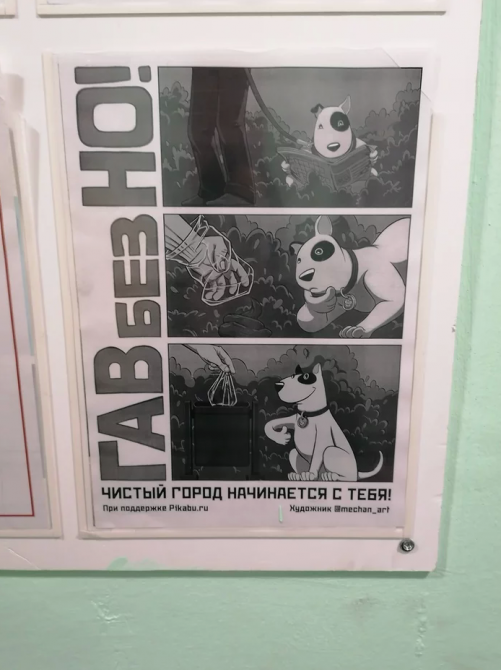 ГАВ БЕЗ НО!
ЧИСТЫЙ ГОРОД НАЧИНАЕТСЯ С ТЕБЯ!
При поддержке Pikabu.ru
Художник @mechan_art